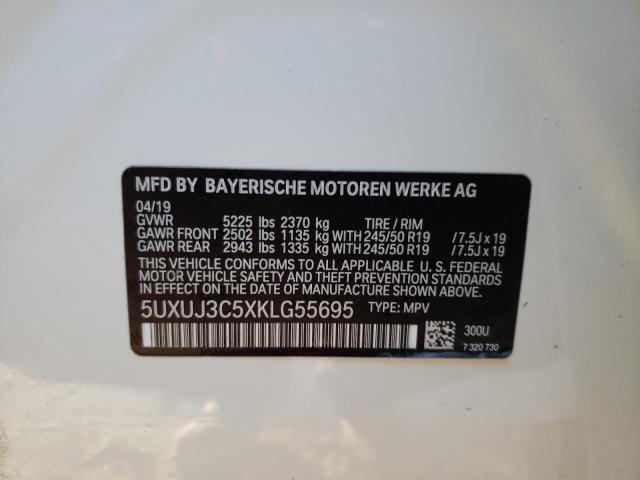 MFD BY BAYERISCHE MOTOREN WERKE AG
04/19
GVWR 5225 lbs 2370 kg TIRE / RIM
GAWR FRONT 2502 lbs 1135 kg WITH 245/50 R19 /7.5J x 19
GAWR REAR 2943 lbs 1335 kg WITH 245/50 R19 /7.5J x 19
THIS VEHICLE CONFORMS TO ALL APPLICABLE U. S. FEDERAL
MOTOR VEHICLE SAFETY AND THEFT PREVENTION STANDARDS
IN EFFECT ON THE DATE OF MANUFACTURE SHOWN ABOVE.
5UXUJ3C5XKLG55695 TYPE: MPV
300U
7 320 730